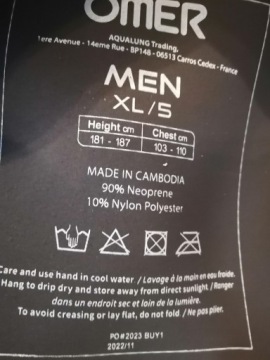 OMER
AQUALUNG Trading,
1ere Avenue - 14eme Rue - BP148 - 06513 Carros Cedex - France
MEN
XL/5
Height cm Chest cm
181 - 187 103 - 110
MADE IN CAMBODIA
90% Neoprene
10% Nylon Polyester
Care and use hand in cool water. / Lavage à la main en eau froide.
Hang to drip dry and store away from direct sunlight. / Ranger
dans un endroit sec et loin de la lumière.
To avoid creasing or lay flat, do not fold. / Ne pas plier.
PO#2023 BUY1
2022/11